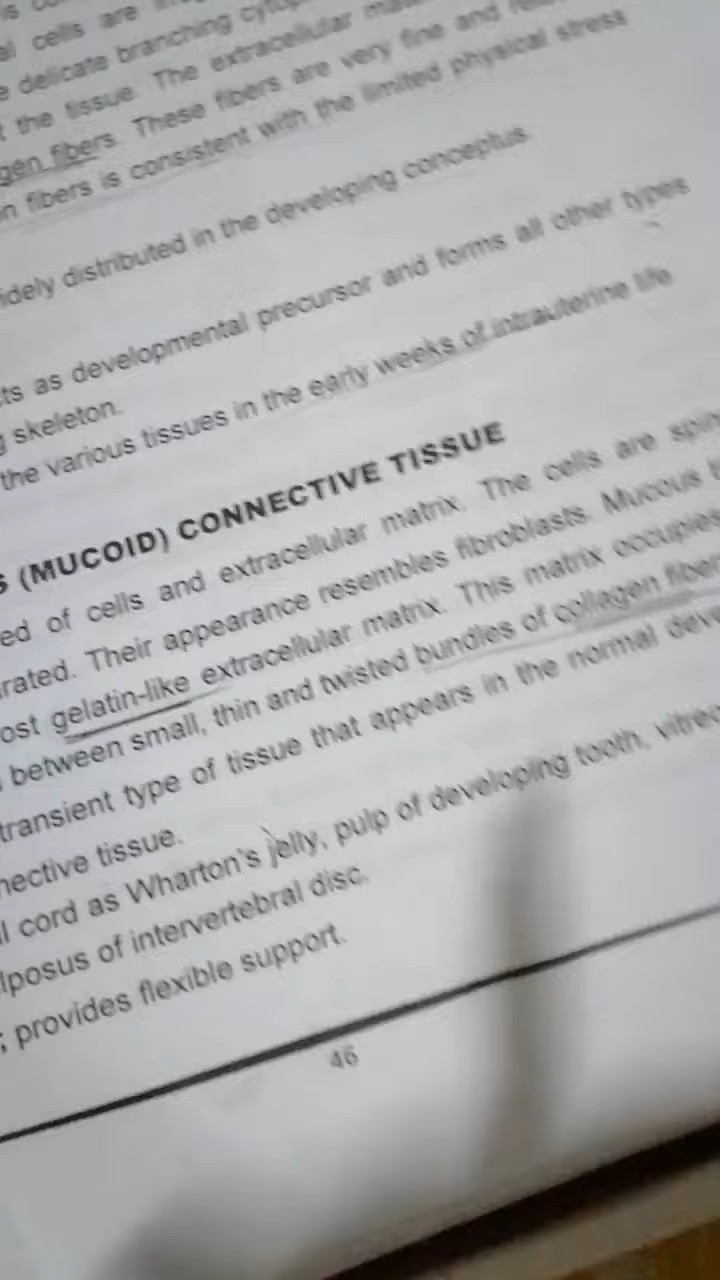 al cells are
e delicate branching
t the tissue. The extracellular
gen fibers. These fibers are very fine and
n fibers is consistent with the limited physical stress
idely distributed in the developing conceptus
ts as developmental precursor and forms all other types
g skeleton.
the various tissues in the early weeks of intrauterine life
S (MUCOID) CONNECTIVE TISSUE
ed of cells and extracellular matrix. The cells are spin
rated. Their appearance resembles fibroblasts. Mucous t
ost gelatin-like extracellular matrix. This matrix occupies
between small, thin and twisted bundles of collagen fiber
transient type of tissue that appears in the normal deve
nective tissue.
l cord as Wharton's jelly, pulp of developing tooth, vitreo
lposus of intervertebral disc.
; provides flexible support.
46